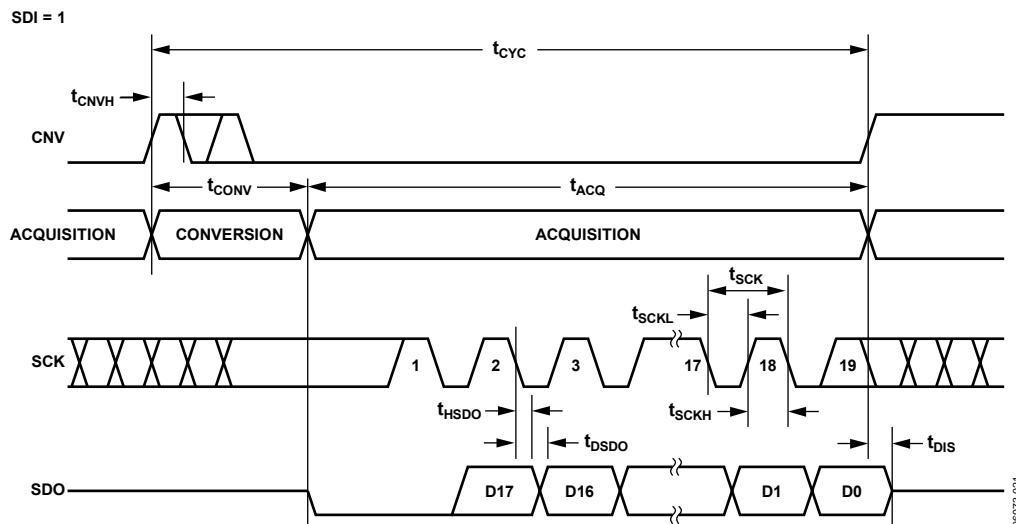 SDI = 1
tCYC
tCNVH
CNV
tCONV
tACQ
ACQUISITION
CONVERSION
ACQUISITION
tSCK
tSCKL
SCK
1
2
3
17
18
19
tHSDO
tSCKH
tDSDO
tDIS
SDO
D17
D16
D1
D0